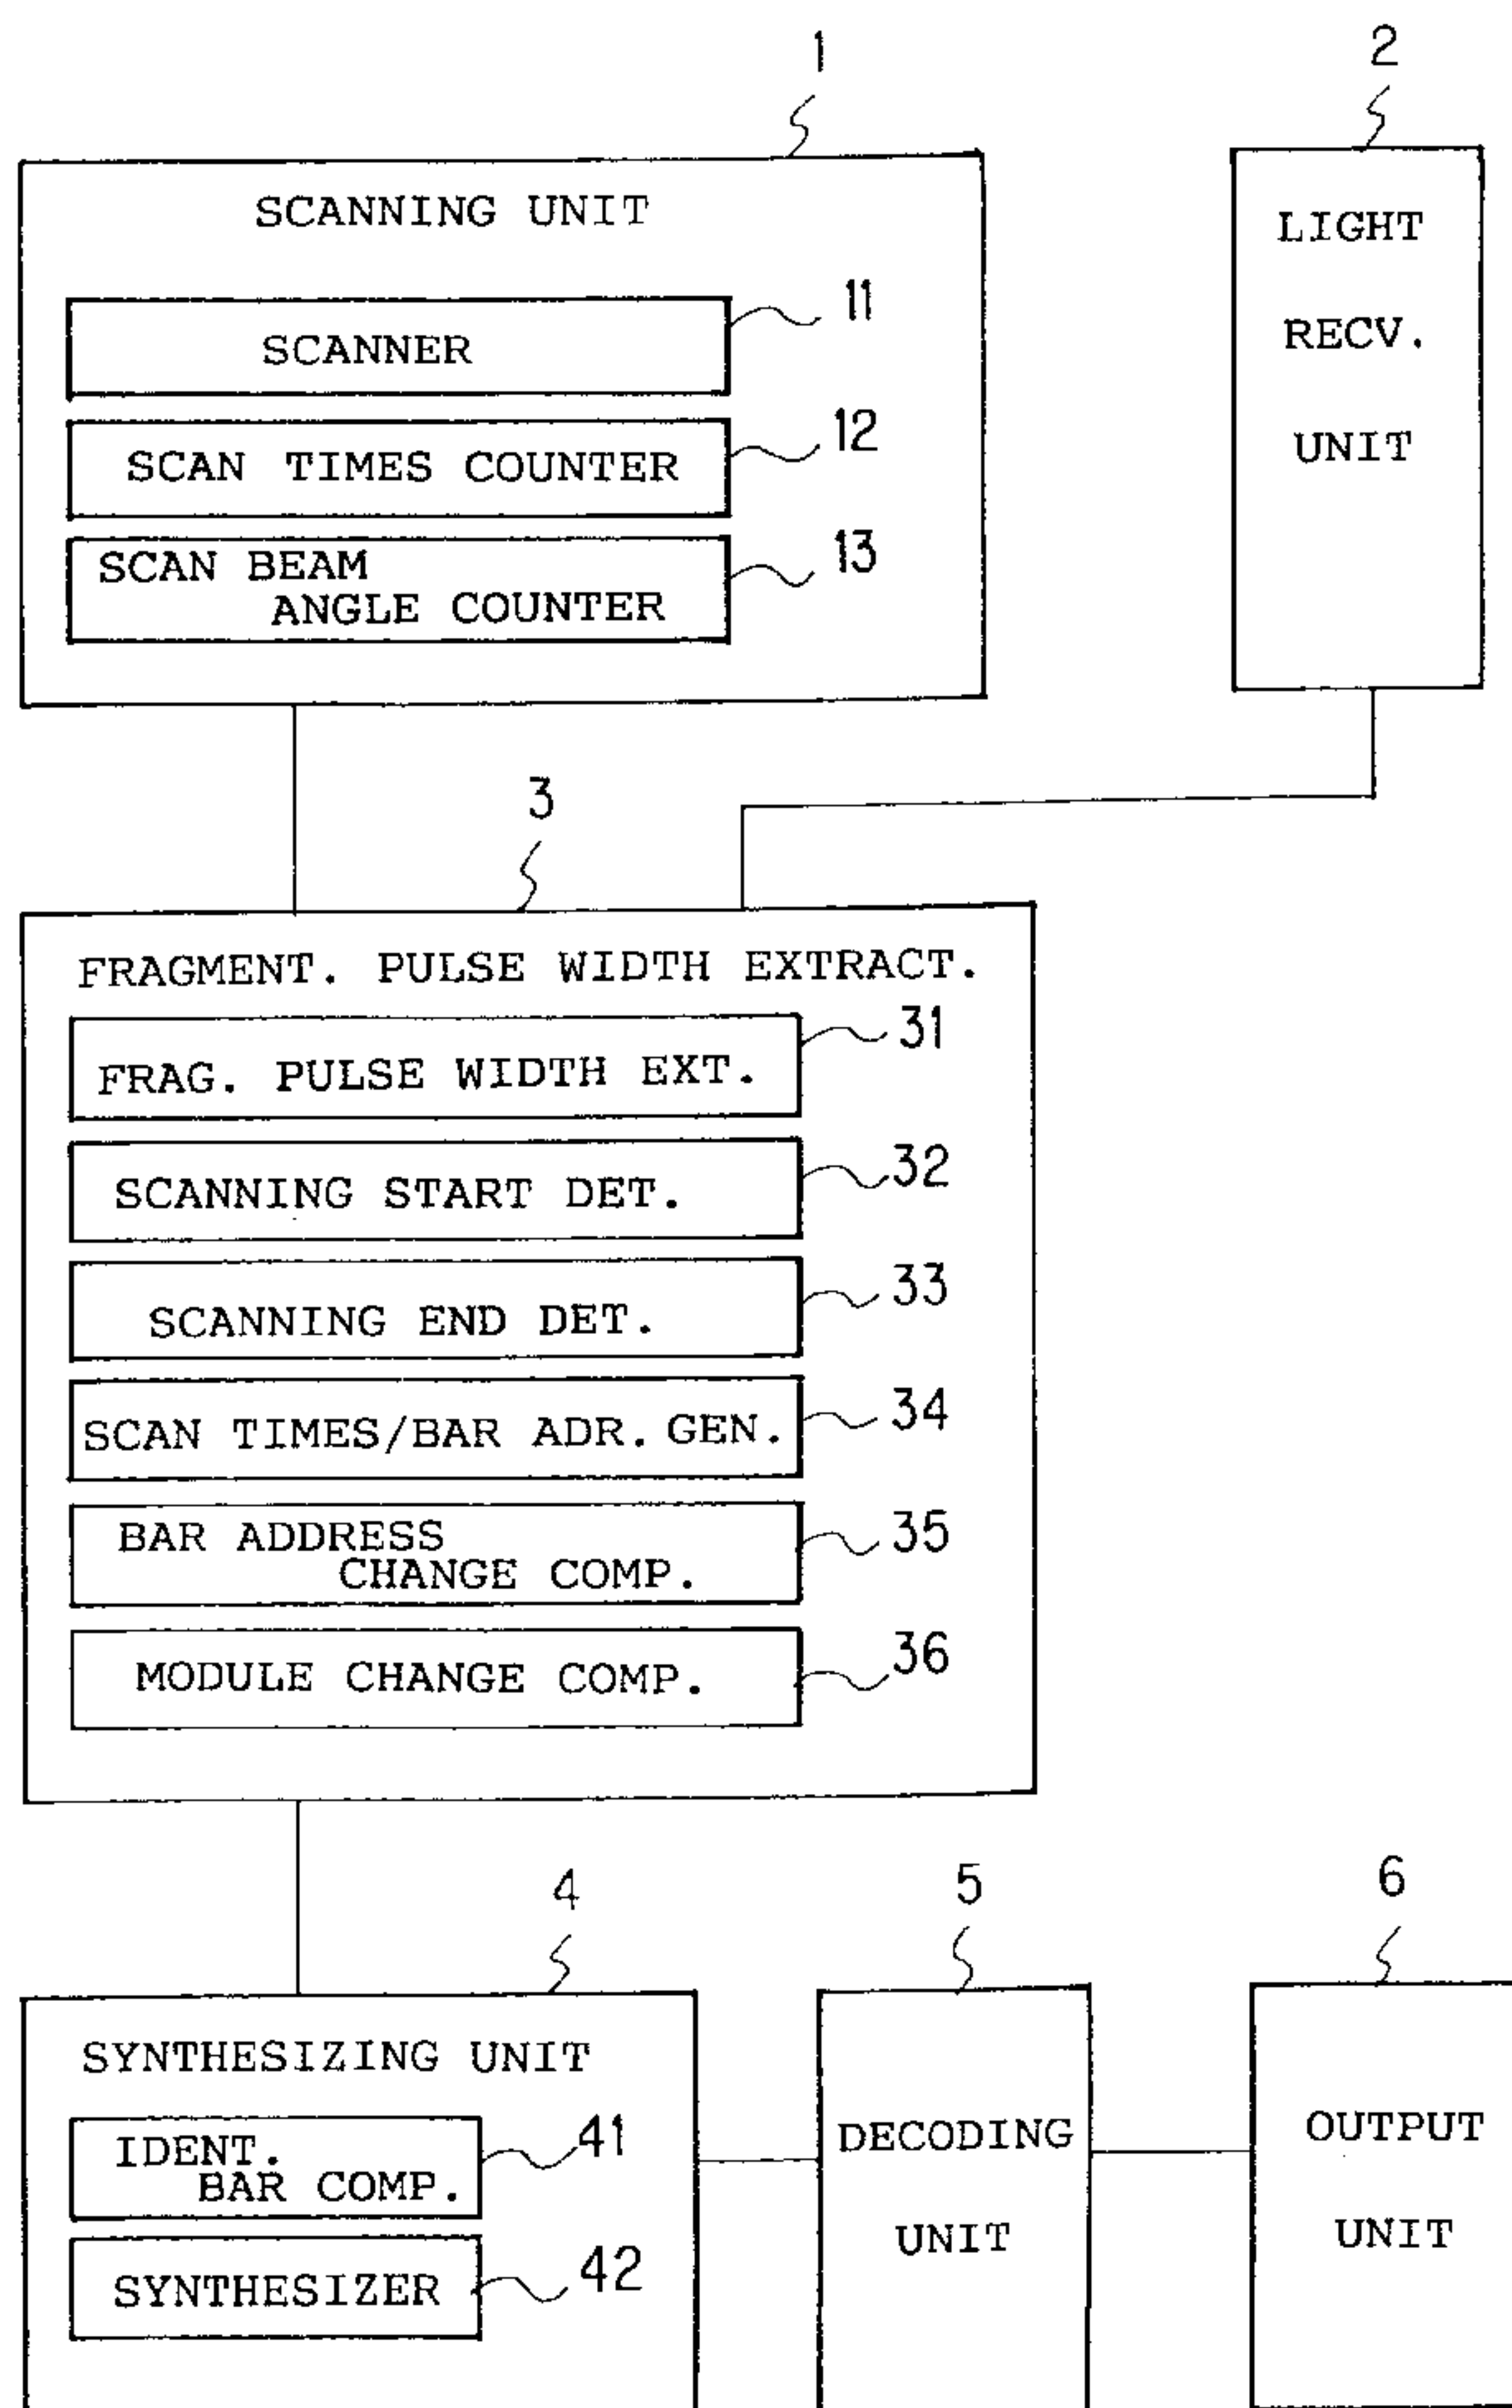 1
2
SCANNING UNIT
LIGHT
RECV.
UNIT
SCANNER
11
SCAN TIMES COUNTER
12
SCAN BEAM
ANGLE COUNTER
13
3
FRAGMENT. PULSE WIDTH EXTRACT.
FRAG. PULSE WIDTH EXT.
31
SCANNING START DET.
32
SCANNING END DET.
33
SCAN TIMES/BAR ADR. GEN.
34
BAR ADDRESS
CHANGE COMP.
35
MODULE CHANGE COMP.
36
4
5
6
SYNTHESIZING UNIT
IDENT.
BAR COMP.
41
SYNTHESIZER
42
DECODING
UNIT
OUTPUT
UNIT